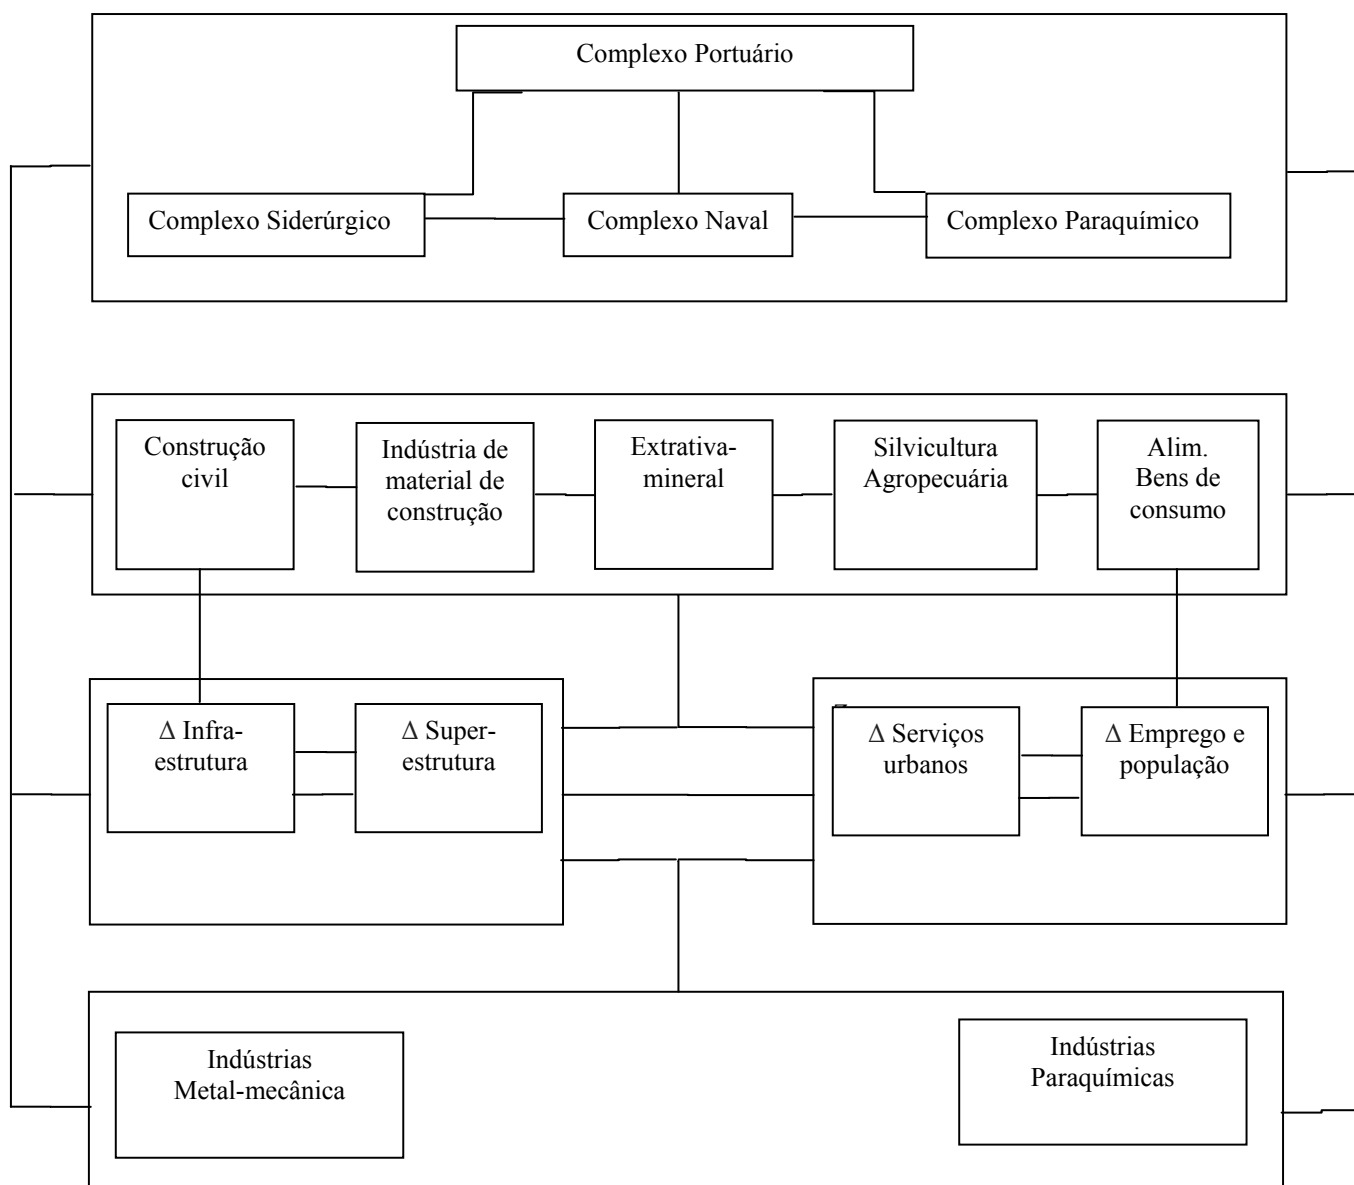 Complexo Portuário
Complexo Siderúrgico
Complexo Naval
Complexo Paraquímico
Construção
civil
Indústria de
material de
construção
Extrativa-
mineral
Silvicultura
Agropecuária
Alim.
Bens de
consumo
Δ Infra-
estrutura
Δ Super-
estrutura
Δ Serviços
urbanos
Δ Emprego e
população
Indústrias
Metal-mecânica
Indústrias
Paraquímicas